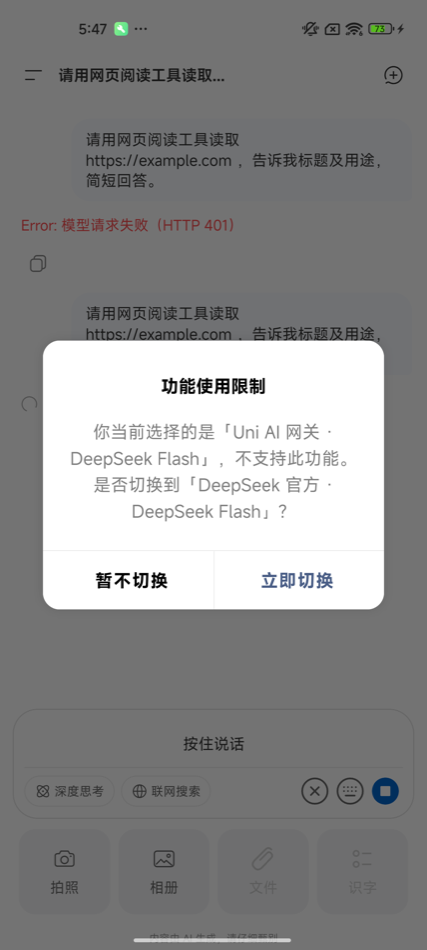 5:47
73
请用网页阅读工具读取...
请用网页阅读工具读取
https://example.com ，告诉我标题及用途，
简短回答。
Error: 模型请求失败（HTTP 401）
请用网页阅读工具读取
https://example.com ，告诉我标题及用途，
功能使用限制
你当前选择的是「Uni AI 网关 ·
DeepSeek Flash」，不支持此功能。
是否切换到「DeepSeek 官方 ·
DeepSeek Flash」？
暂不切换
立即切换
按住说话
深度思考
联网搜索
拍照
相册
文件
识字